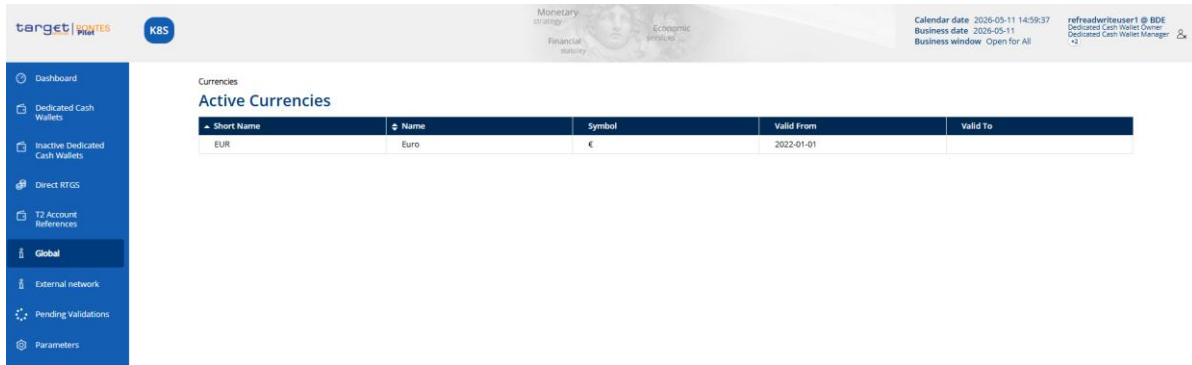 target | PONTES
Pilot
K8S
Monetary
strategy
Economic
services
Financial
stability
Calendar date 2026-05-11 14:59:37
Business date 2026-05-11
Business window Open for All
refreadwriteuser1 @ BDE
Dedicated Cash Wallet Owner
Dedicated Cash Wallet Manager
+2
Dashboard
Dedicated Cash
Wallets
Inactive Dedicated
Cash Wallets
Direct RTGS
T2 Account
References
Global
External network
Pending Validations
Parameters
Currencies
Active Currencies
Short Name Name Symbol Valid From Valid To
EUR Euro € 2022-01-01